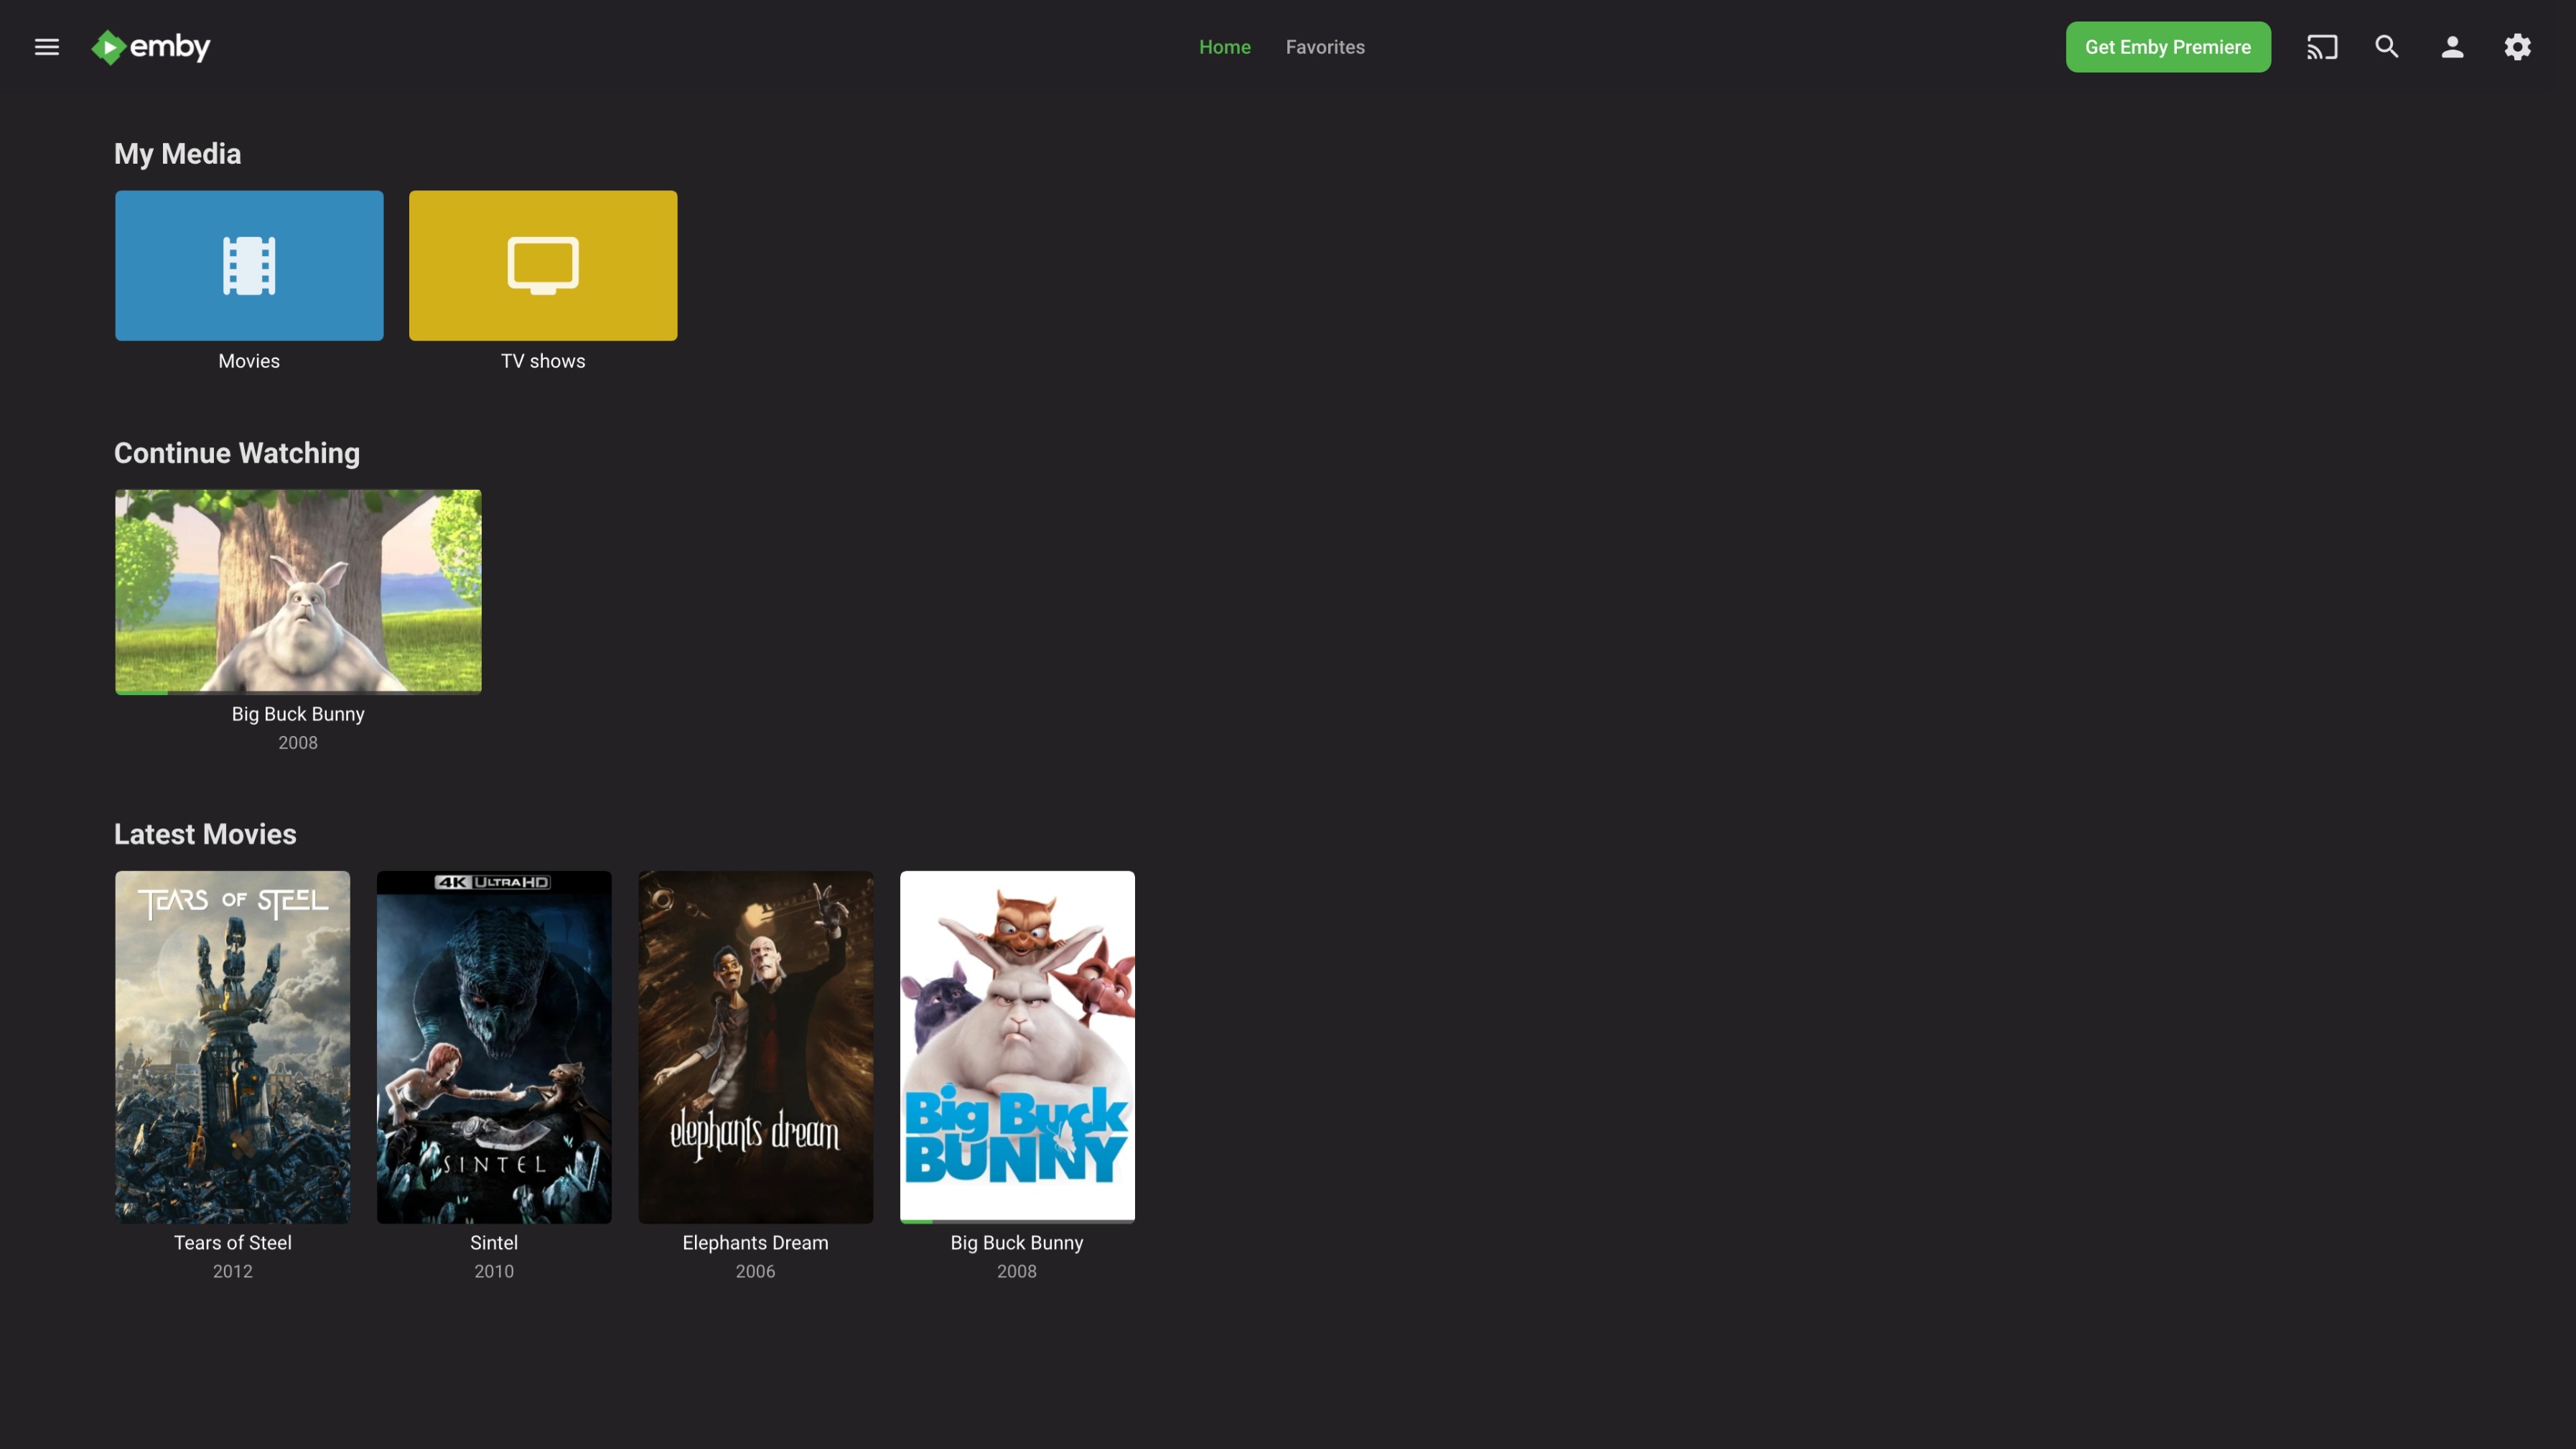 emby
Home
Favorites
Get Emby Premiere
My Media
Movies
TV shows
Continue Watching
Big Buck Bunny
2008
Latest Movies
TEARS OF STEEL
4K ULTRA HD
SINTEL
elephants dream
Big Buck
BUNNY
Tears of Steel
2012
Sintel
2010
Elephants Dream
2006
Big Buck Bunny
2008